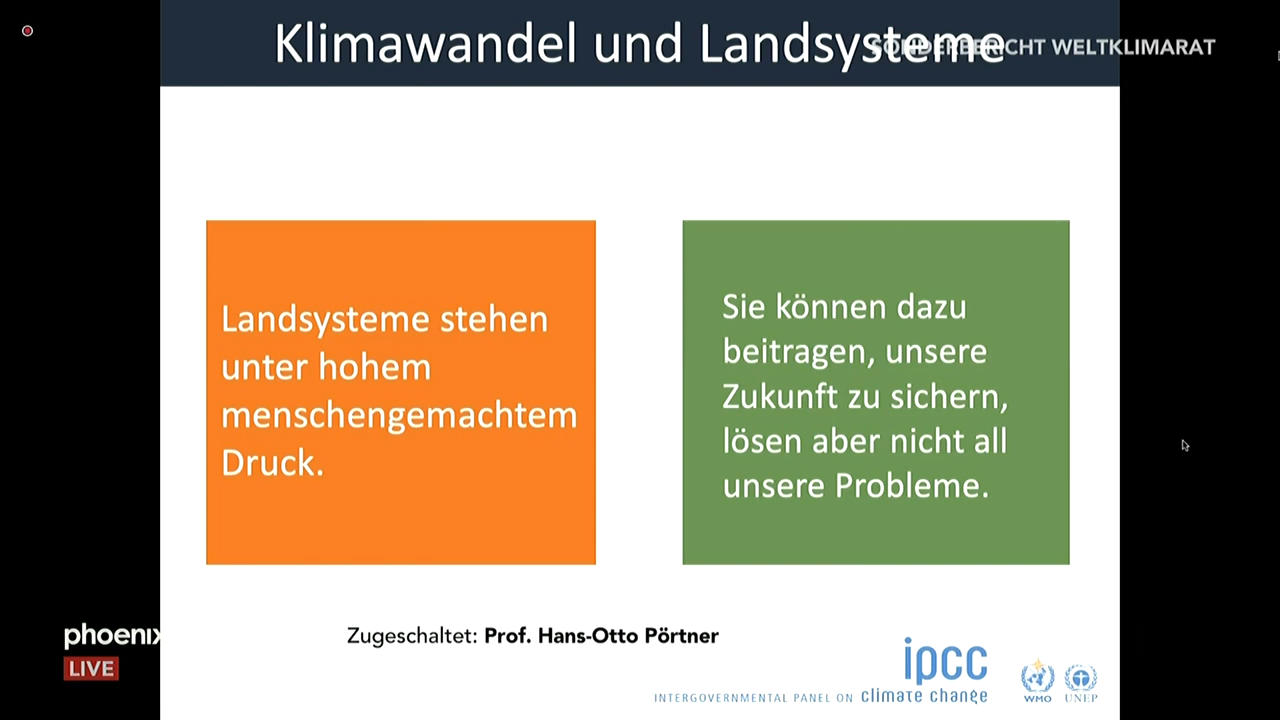 Klimawandel und Landsysteme
SONDERBERICHT WELTKLIMARAT
Landsysteme stehen
unter hohem
menschengemachtem
Druck.
Sie können dazu
beitragen, unsere
Zukunft zu sichern,
lösen aber nicht all
unsere Probleme.
phoenix
LIVE
Zugeschaltet: Prof. Hans-Otto Pörtner
ipcc
INTERGOVERNMENTAL PANEL ON climate change
WMO
UNEP